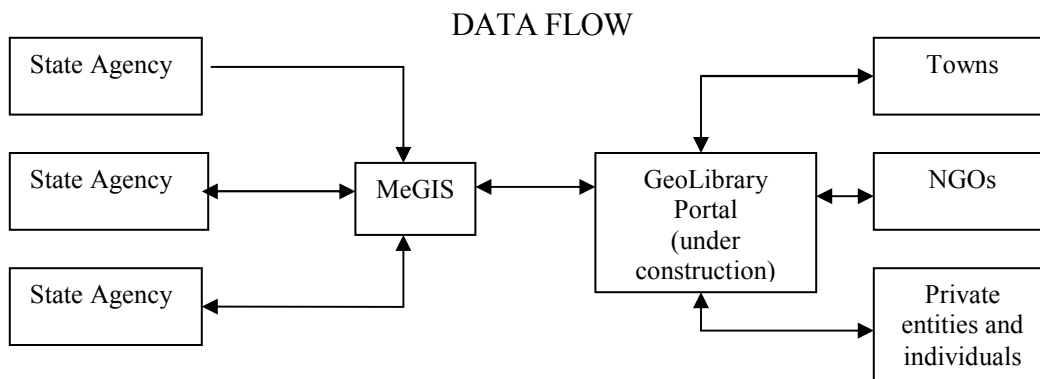 DATA FLOW
State Agency
State Agency
State Agency
MeGIS
GeoLibrary
Portal
(under
construction)
Towns
NGOs
Private
entities and
individuals